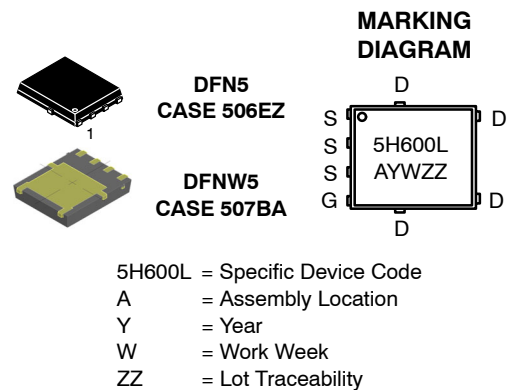 MARKING
DIAGRAM
DFN5
CASE 506EZ
1
DFNW5
CASE 507BA
D
S D
S 5H600L
S AYWZZ
G D
D
5H600L = Specific Device Code
A = Assembly Location
Y = Year
W = Work Week
ZZ = Lot Traceability